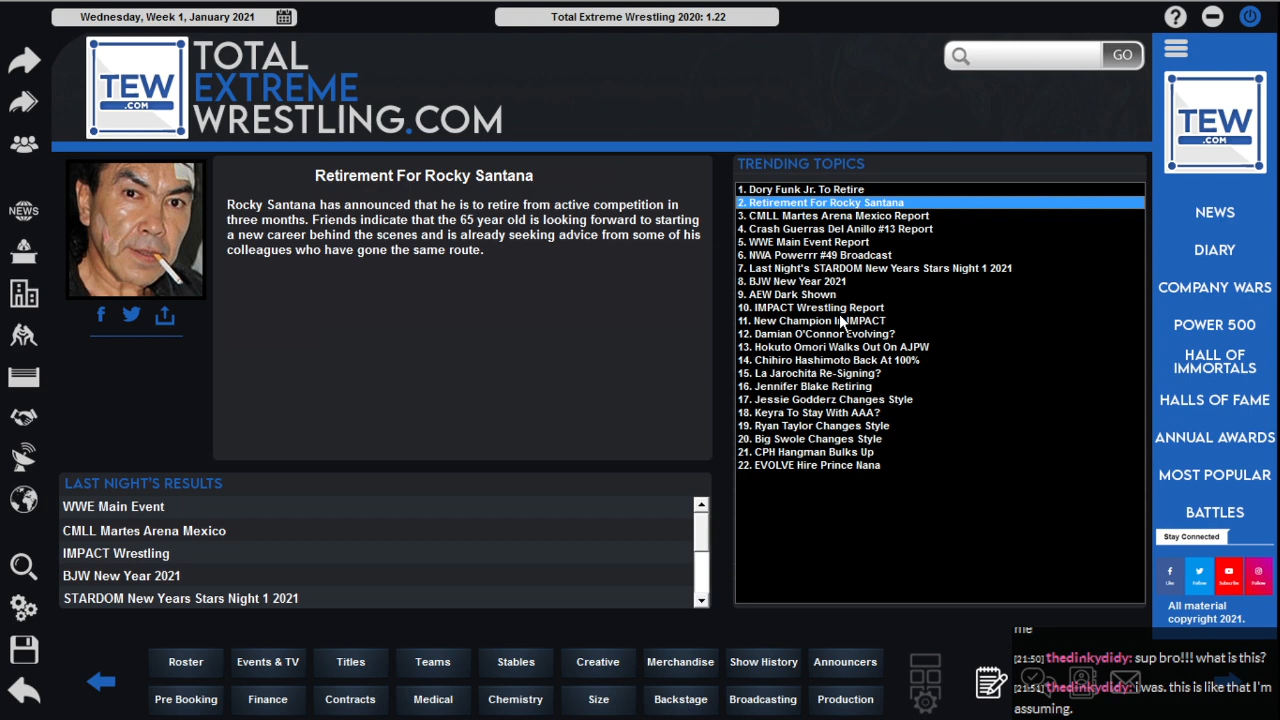 Wednesday, Week 1, January 2021
Total Extreme Wrestling 2020: 1.22
TEW
.COM
TOTAL
EXTREME
WRESTLING.COM
GO
TEW
.COM
Retirement For Rocky Santana
Rocky Santana has announced that he is to retire from active competition in
three months. Friends indicate that the 65 year old is looking forward to starting
a new career behind the scenes and is already seeking advice from some of his
colleagues who have gone the same route.
TRENDING TOPICS
1. Dory Funk Jr. To Retire
2. Retirement For Rocky Santana
3. CMLL Martes Arena Mexico Report
4. Crash Guerras Del Anillo #13 Report
5. WWE Main Event Report
6. NWA Powerrr #49 Broadcast
7. Last Night's STARDOM New Years Stars Night 1 2021
8. BJW New Year 2021
9. AEW Dark Shown
10. IMPACT Wrestling Report
11. New Champion In IMPACT
12. Damian O'Connor Evolving?
13. Hokuto Omori Walks Out On AJPW
14. Chihiro Hashimoto Back At 100%
15. La Jarochita Re-Signing?
16. Jennifer Blake Retiring
17. Jessie Godderz Changes Style
18. Keyra To Stay With AAA?
19. Ryan Taylor Changes Style
20. Big Swole Changes Style
21. CPH Hangman Bulks Up
22. EVOLVE Hire Prince Nana
NEWS
NEWS
DIARY
COMPANY WARS
POWER 500
HALL OF
IMMORTALS
HALLS OF FAME
ANNUAL AWARDS
MOST POPULAR
BATTLES
Stay Connected
Like
Follow
Subscribe
Follow
All material
copyright 2021.
LAST NIGHT'S RESULTS
WWE Main Event
CMLL Martes Arena Mexico
IMPACT Wrestling
BJW New Year 2021
STARDOM New Years Stars Night 1 2021
Roster
Events & TV
Titles
Teams
Stables
Creative
Merchandise
Show History
Announcers
Pre Booking
Finance
Contracts
Medical
Chemistry
Size
Backstage
Broadcasting
Production
me
[21:50] thedinkydidy: sup bro!!! what is this?
[21:51] thedinkydidy: i was. this is like that I'm
assuming.